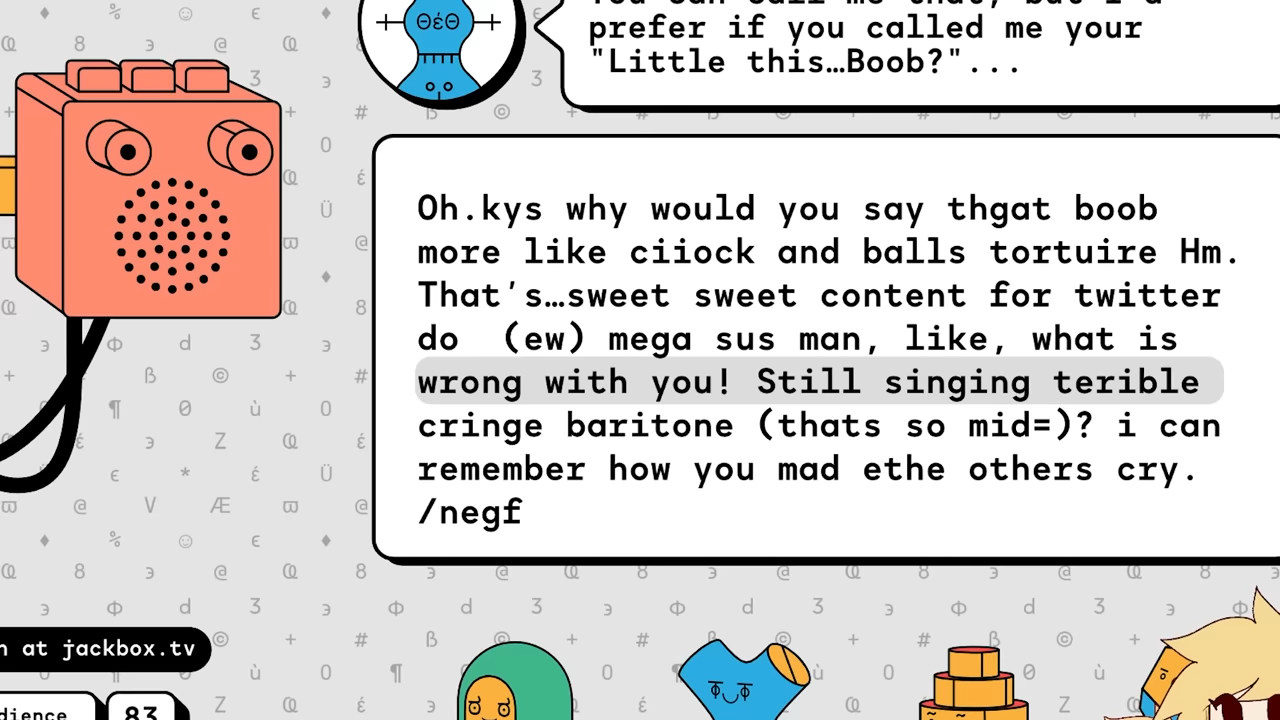 prefer if you called me your
"Little this…Boob?"...
Oh.kys why would you say thgat boob
more like ciiock and balls tortuire Hm.
That's…sweet sweet content for twitter
do  (ew) mega sus man, like, what is
wrong with you! Still singing terible
cringe baritone (thats so mid=)? i can
remember how you mad ethe others cry.
/negf
at jackbox.tv
83